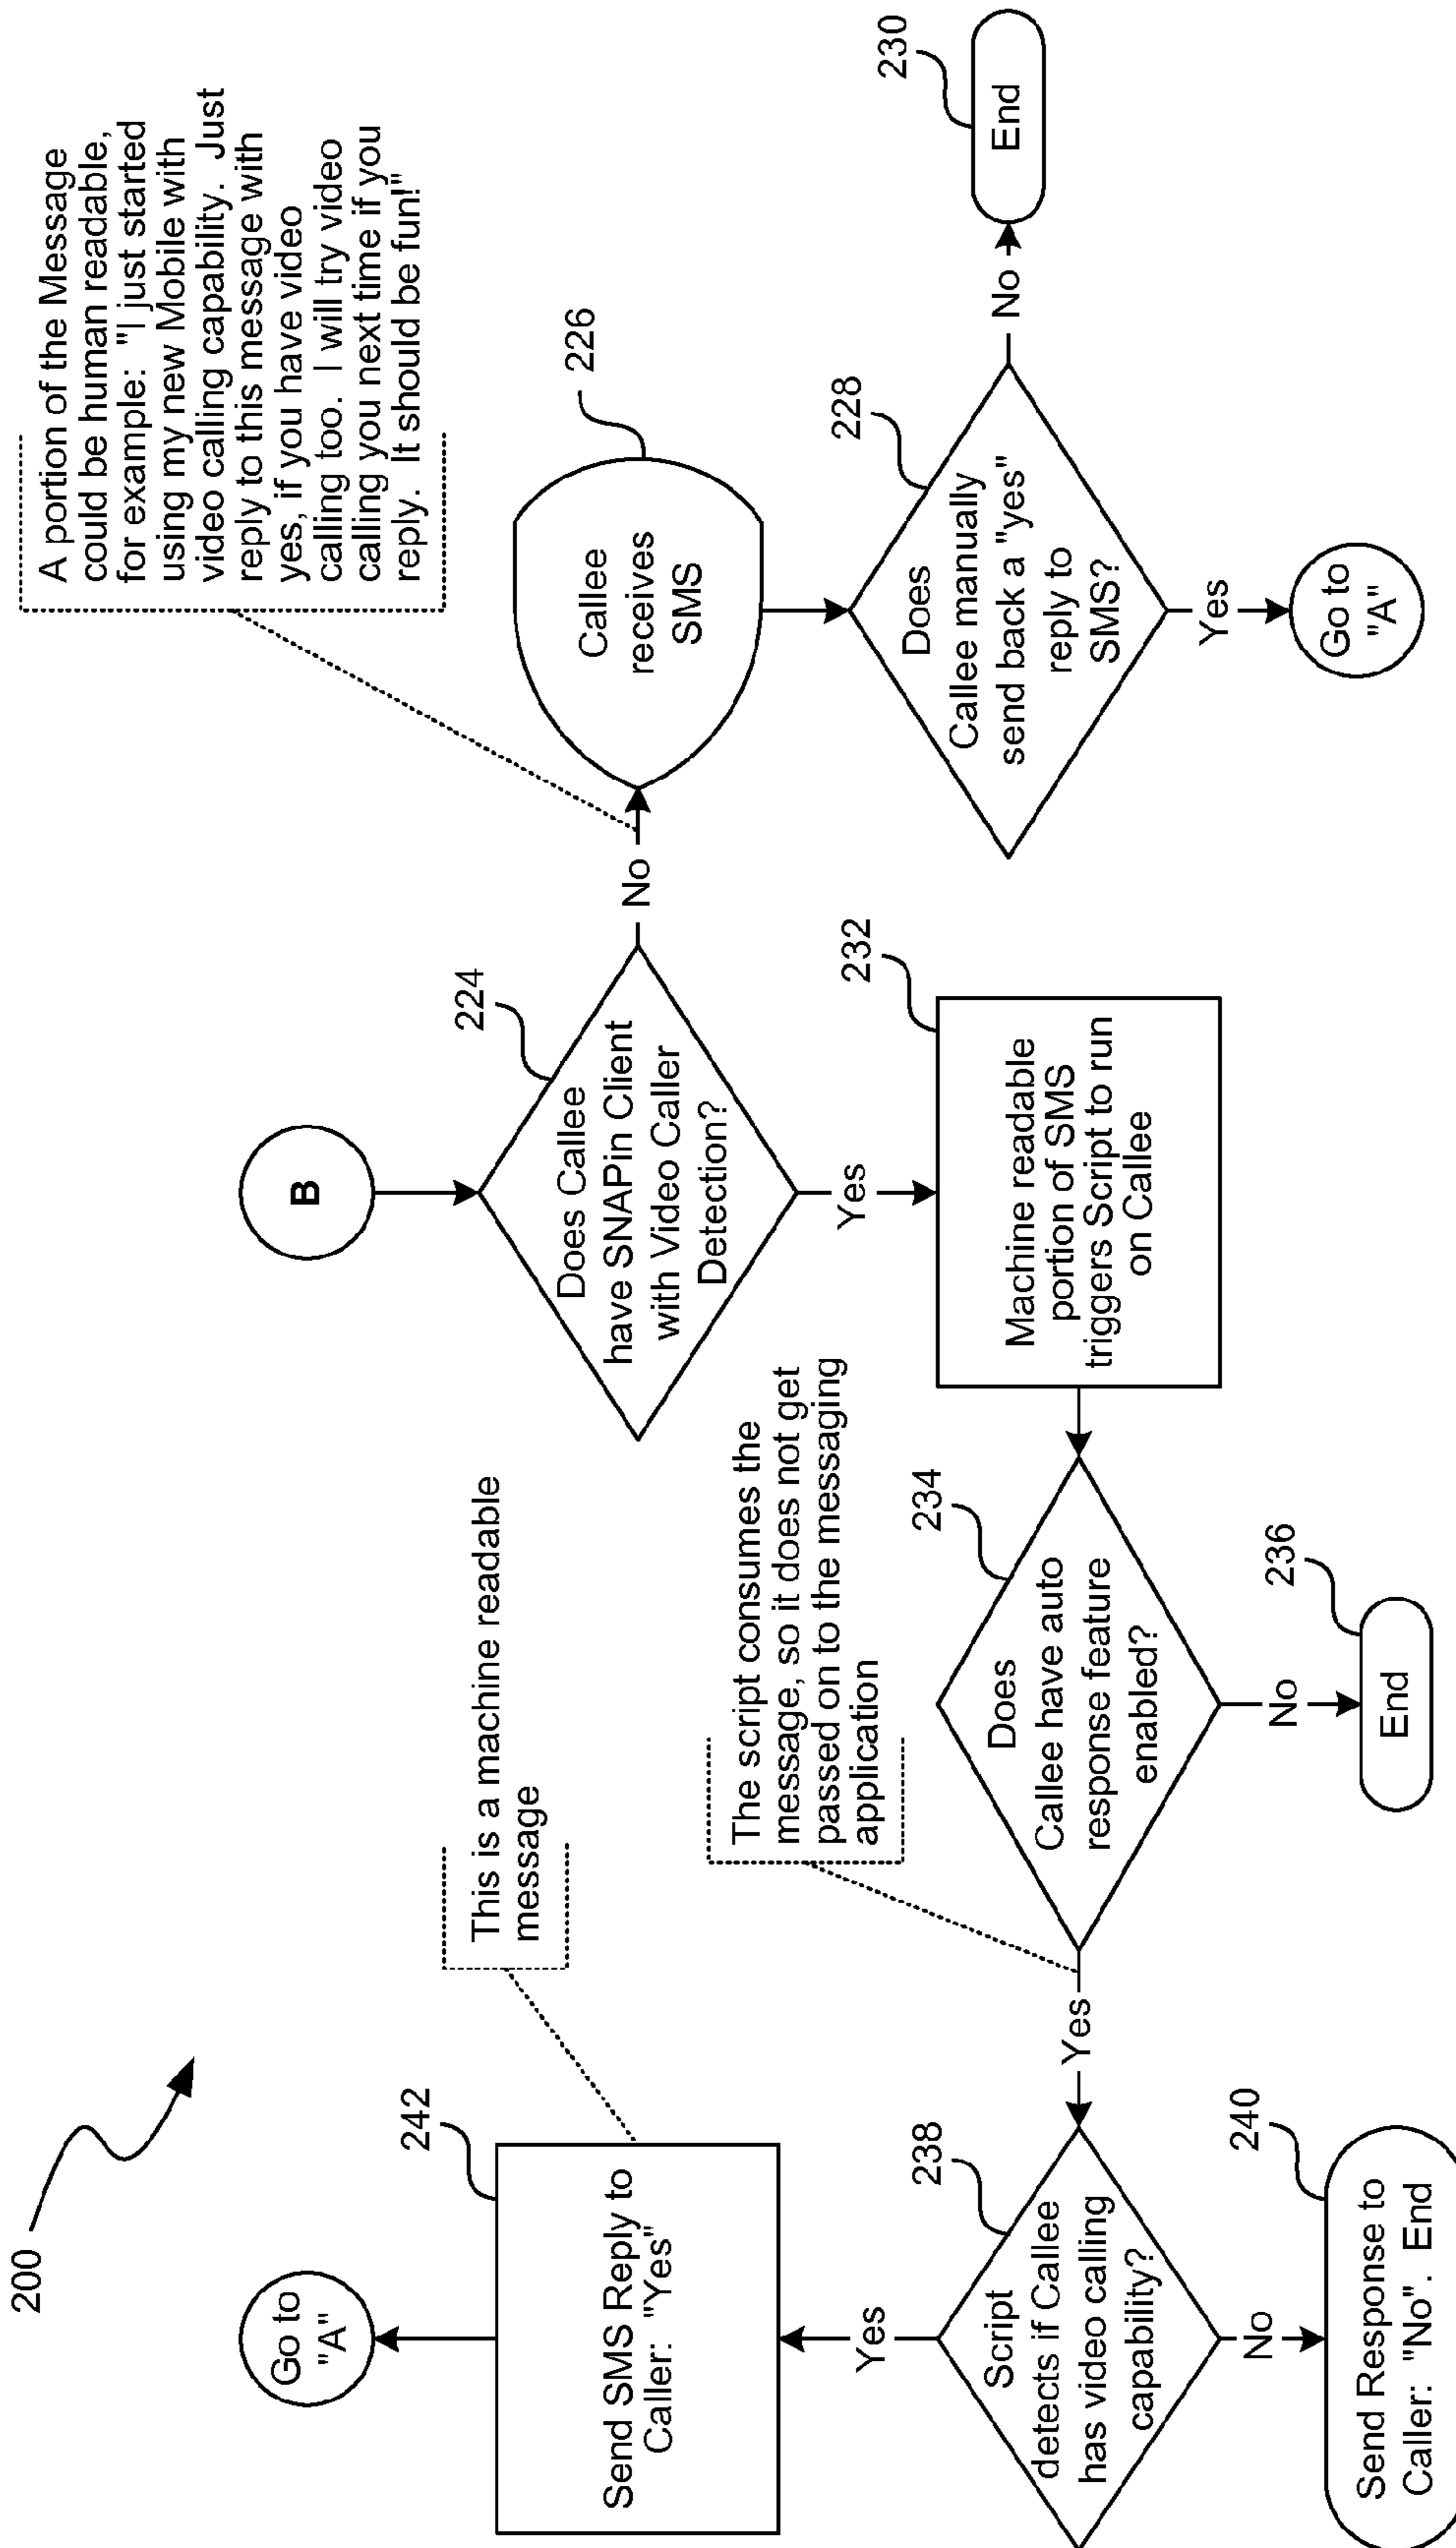 200
B
224
Does Callee
have SNAPin Client
with Video Caller
Detection?
No
A portion of the Message
could be human readable,
for example:  "I just started
using my new Mobile with
video calling capability.  Just
reply to this message with
yes, if you have video
calling too.  I will try video
calling you next time if you
reply.  It should be fun!"
226
Callee
receives
SMS
228
Does
Callee manually
send back a "yes"
reply to
SMS?
No
230
End
Yes
Go to
"A"
Yes
232
Machine readable
portion of SMS
triggers Script to run
on Callee
234
Does
Callee have auto
response feature
enabled?
The script consumes the
message, so it does not get
passed on to the messaging
application
No
236
End
Yes
238
Script
detects if Callee
has video calling
capability?
No
240
Send Response to
Caller:  "No".  End
Yes
242
Send SMS Reply to
Caller:  "Yes"
This is a machine readable
message
Go to
"A"